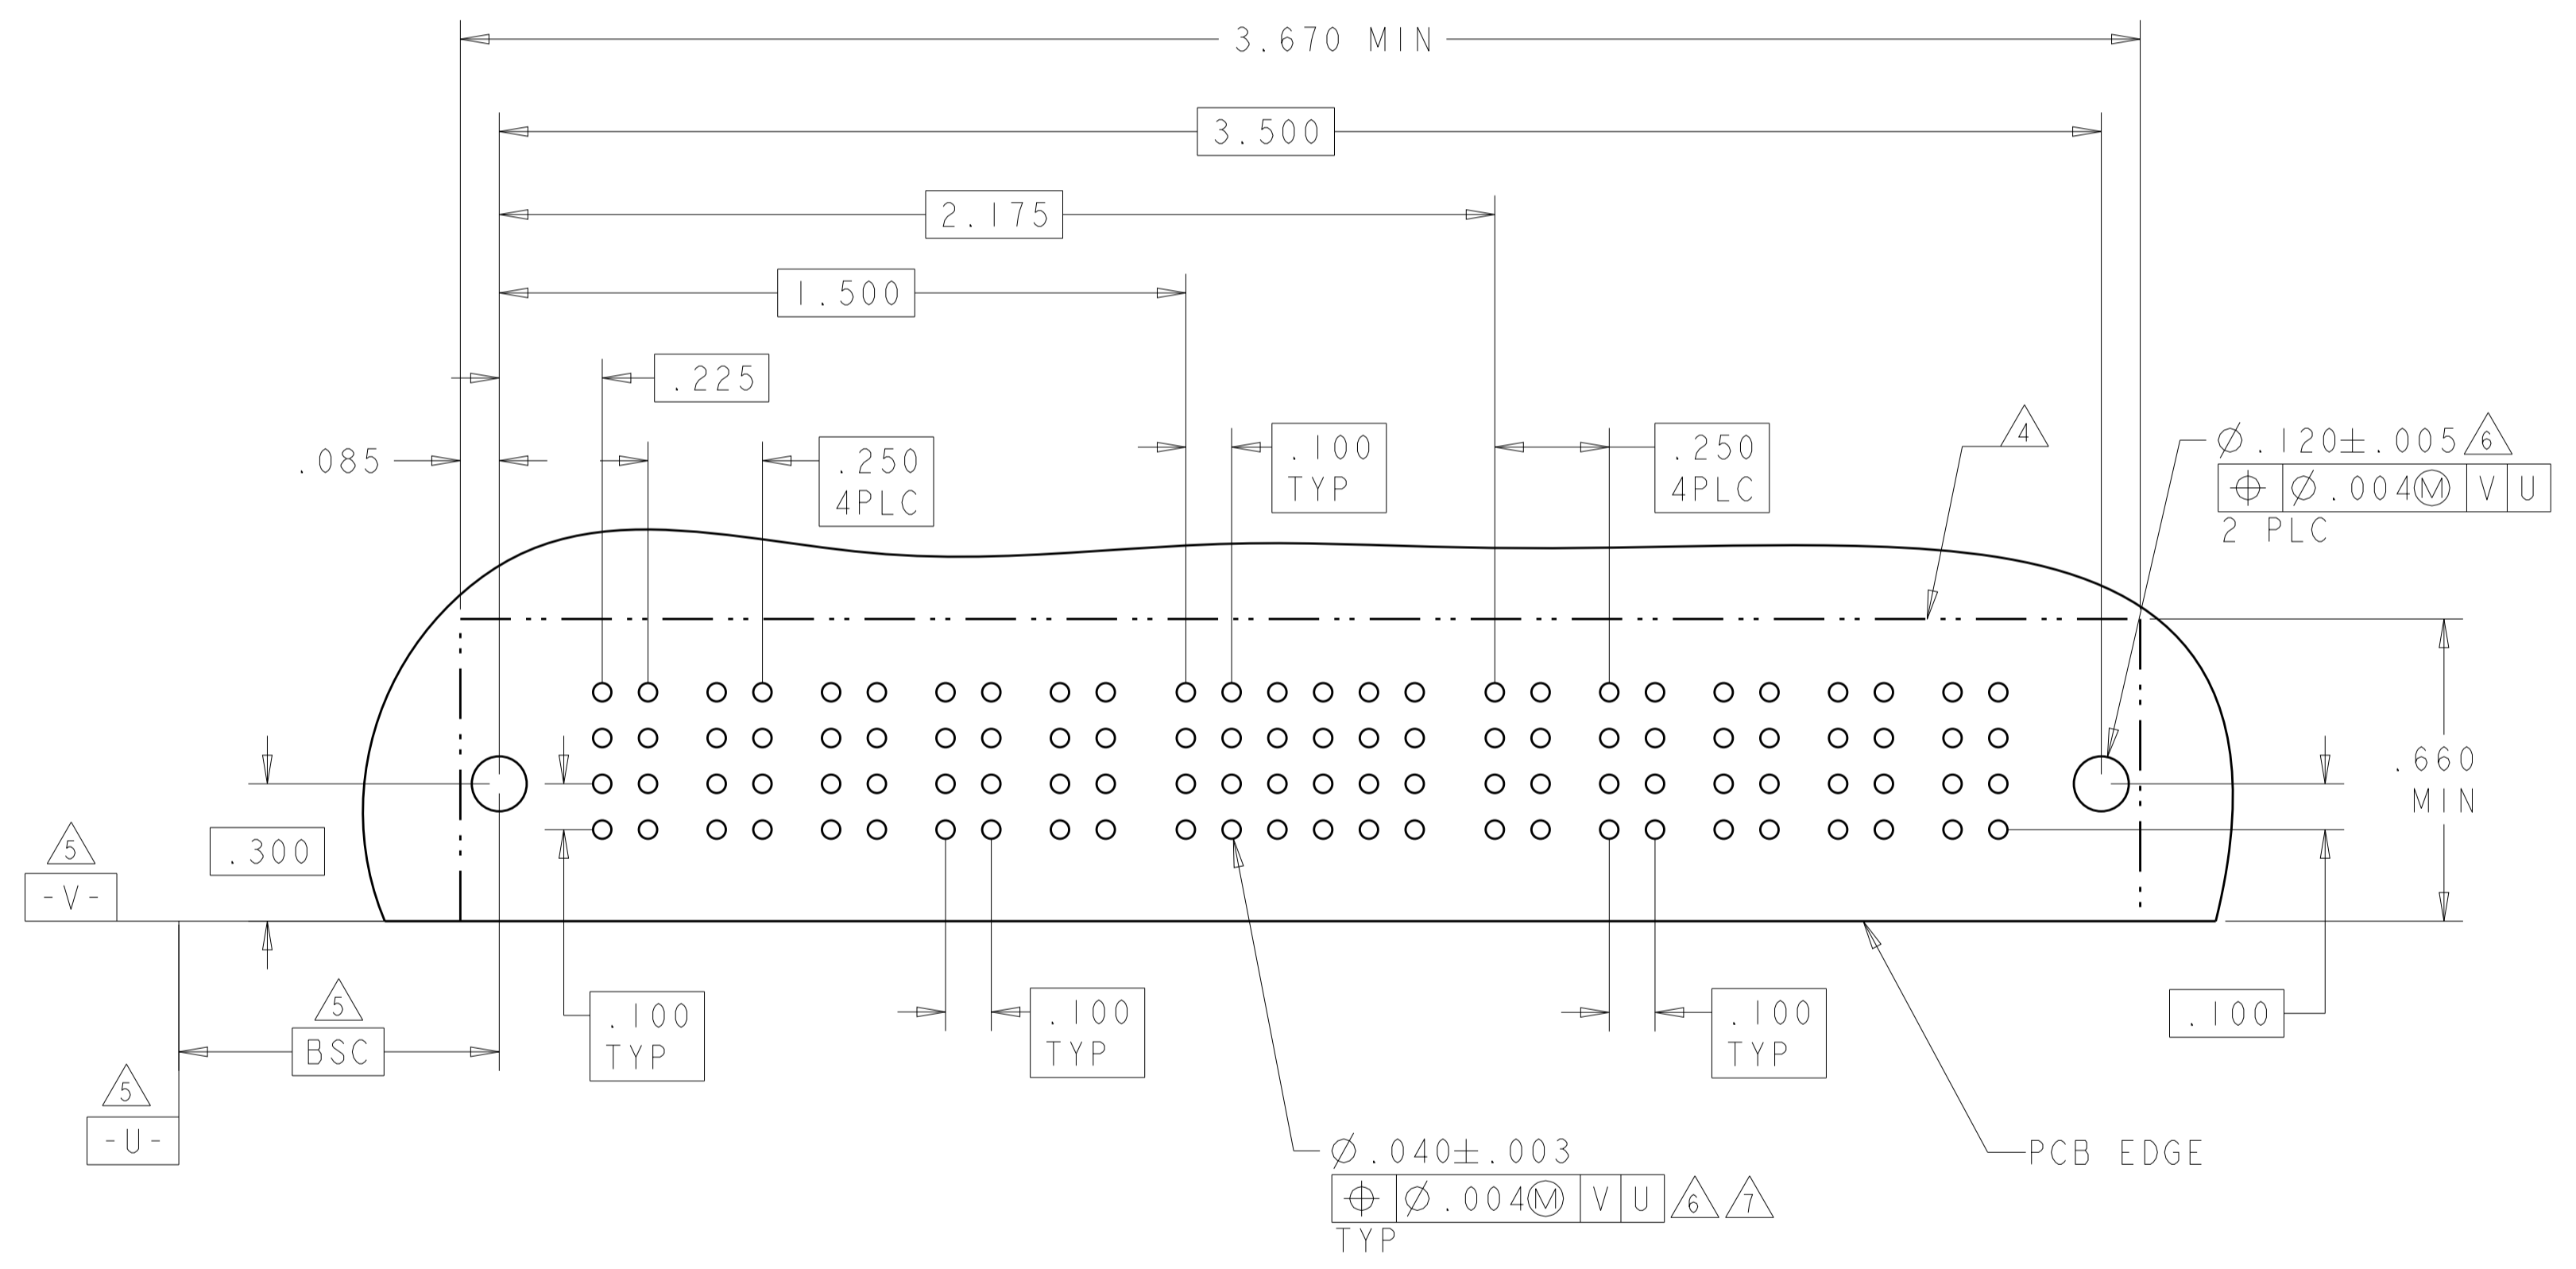 3.670 MIN
3.500
2.175
1.500
.225
.085
.250
4PLC
.100
TYP
.250
4PLC
4
⌀.120±.005 6
⌖ ⌀.004Ⓜ V U
2 PLC
.660
MIN
5
-V-
.300
5
BSC
5
-U-
.100
TYP
.100
TYP
.100
TYP
.100
⌀.040±.003
⌖ ⌀.004Ⓜ V U 6 7
TYP
PCB EDGE